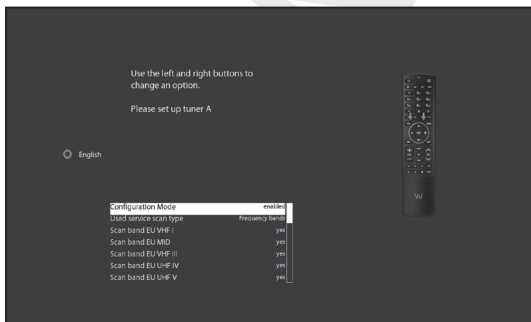 Use the left and right buttons to
change an option.
Please set up tuner A
English
Configuration Mode enabled
Used service scan type Frequency bands
Scan band EU VHF I yes
Scan band EU MID yes
Scan band EU VHF III yes
Scan band EU UHF IV yes
Scan band EU UHF V yes